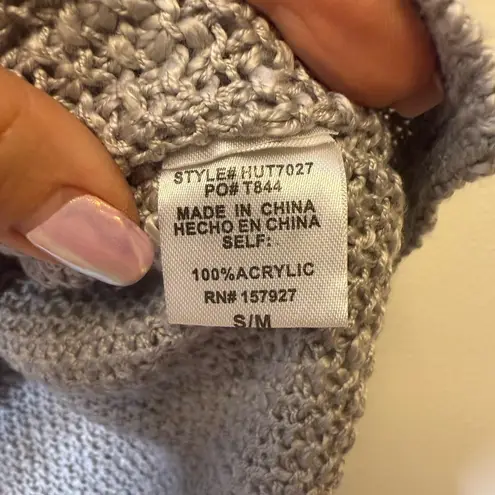 STYLE# HUT7027
PO# T844
MADE IN CHINA
HECHO EN CHINA
SELF:
100%ACRYLIC
RN# 157927
S/M